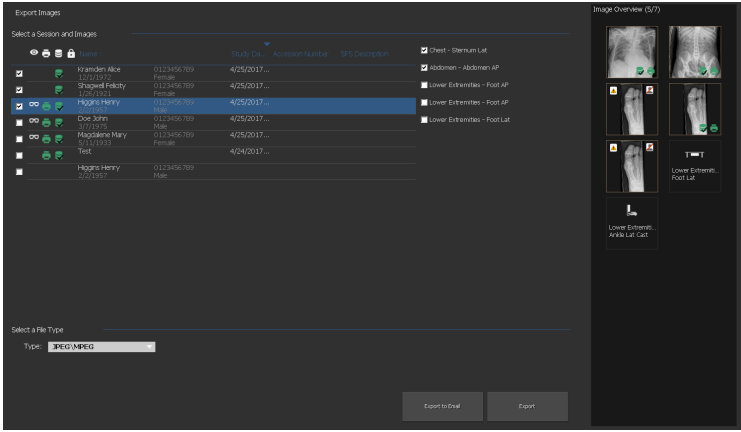 Export Images
Image Overview (5/7)
Select a Session and Images
Name Study Da... Accession Number SPS Description
Kramden Alice 0123456789 4/25/2017...
12/1/1972 Female
Shagwell Felicity 0123456789 4/25/2017...
1/26/1921 Female
Higgins Henry 0123456789 4/25/2017...
2/2/1957 Male
Doe John 0123456789 4/25/2017...
3/7/1975 Male
Magdalene Mary 0123456789 4/25/2017...
5/11/1933 Female
Test 4/24/2017...
Higgins Henry 0123456789
2/2/1957 Male
Chest - Sternum Lat
Abdomen - Abdomen AP
Lower Extremities - Foot AP
Lower Extremities - Foot AP
Lower Extremities - Foot Lat
Lower Extremiti...
Foot Lat
Lower Extremiti...
Ankle Lat Cast
Select a File Type
Type: JPEG\MPEG
Export to Email Export